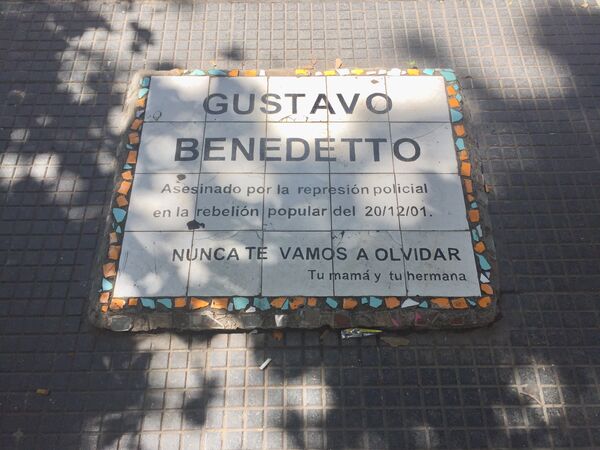 GUSTAVO
BENEDETTO
Asesinado por la represión policial
en la rebelión popular del 20/12/01.
NUNCA TE VAMOS A OLVIDAR
Tu mamá y tu hermana